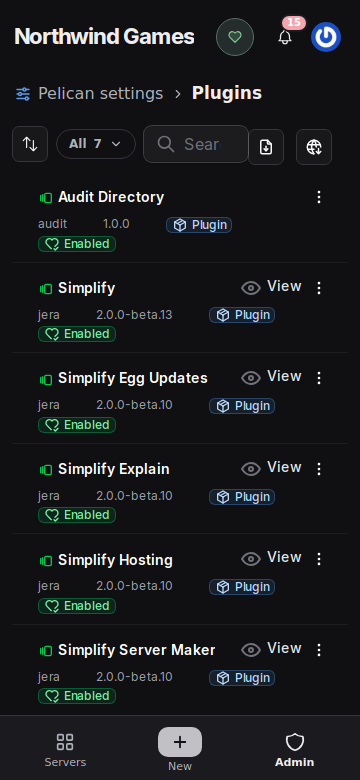 Northwind Games
15
Pelican settings > Plugins
All 7
Sear
Audit Directory
audit 1.0.0 Plugin
Enabled
Simplify View
jera 2.0.0-beta.13 Plugin
Enabled
Simplify Egg Updates View
jera 2.0.0-beta.10 Plugin
Enabled
Simplify Explain View
jera 2.0.0-beta.10 Plugin
Enabled
Simplify Hosting View
jera 2.0.0-beta.10 Plugin
Enabled
Simplify Server Maker View
jera 2.0.0-beta.10 Plugin
Enabled
Servers New Admin